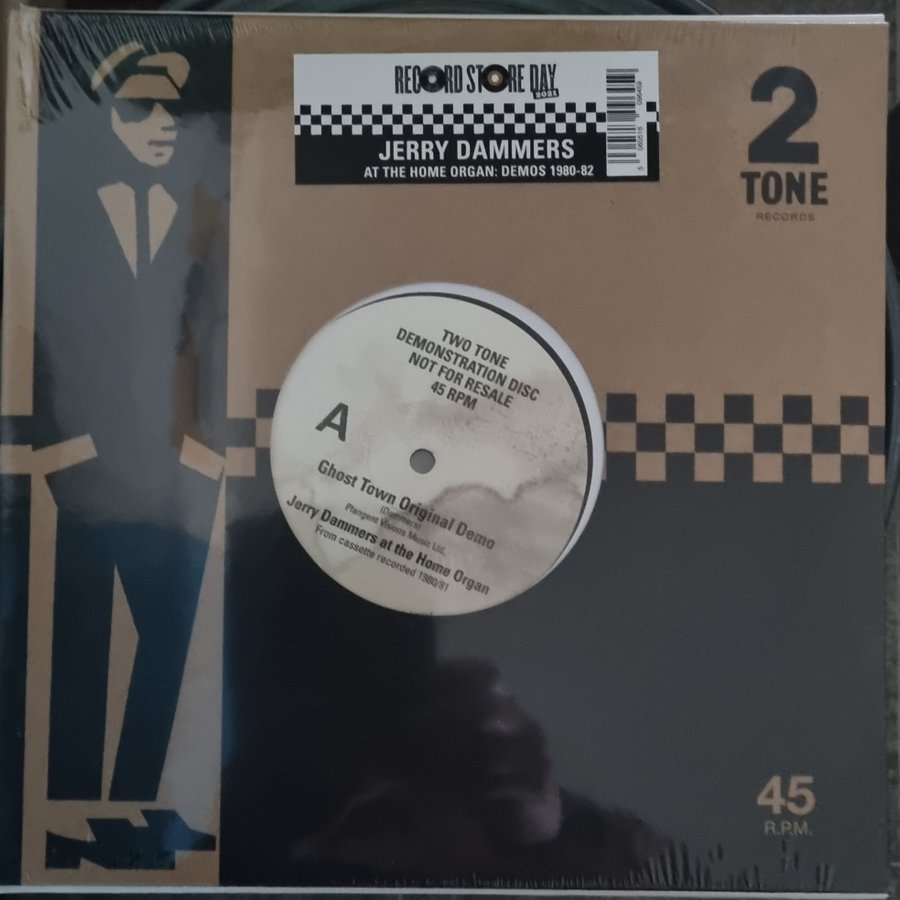 RECORD STORE DAY
2021
JERRY DAMMERS
AT THE HOME ORGAN: DEMOS 1980-82
2
TONE
RECORDS
TWO TONE
DEMONSTRATION DISC
NOT FOR RESALE
45 RPM
A
Ghost Town Original Demo
(Dammers)
Plangent Visions Music Ltd.
Jerry Dammers at the Home Organ
From cassette recorded 1980/81
45
R.P.M.